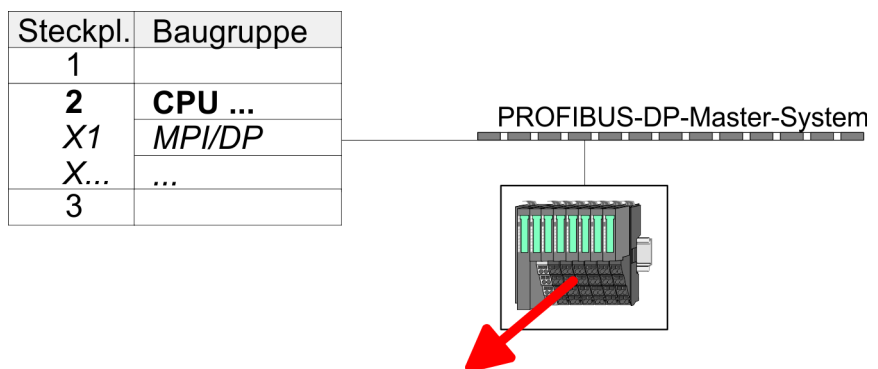 Steckpl. Baugruppe
1
2 CPU ...
X1 MPI/DP
X... ...
3
PROFIBUS-DP-Master-System